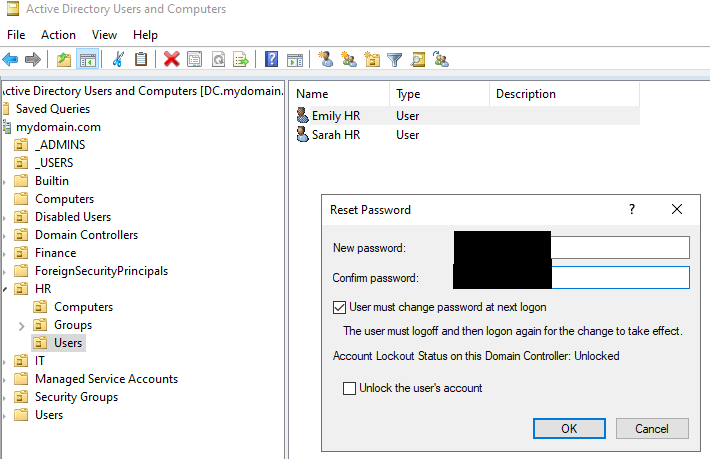 Active Directory Users and Computers
File Action View Help
Active Directory Users and Computers [DC.mydomain.
Saved Queries
mydomain.com
_ADMINS
_USERS
Builtin
Computers
Disabled Users
Domain Controllers
Finance
ForeignSecurityPrincipals
HR
Computers
Groups
Users
IT
Managed Service Accounts
Security Groups
Users
Name Type Description
Emily HR User
Sarah HR User
Reset Password
New password:
Confirm password:
User must change password at next logon
The user must logoff and then logon again for the change to take effect.
Account Lockout Status on this Domain Controller: Unlocked
Unlock the user's account
OK Cancel